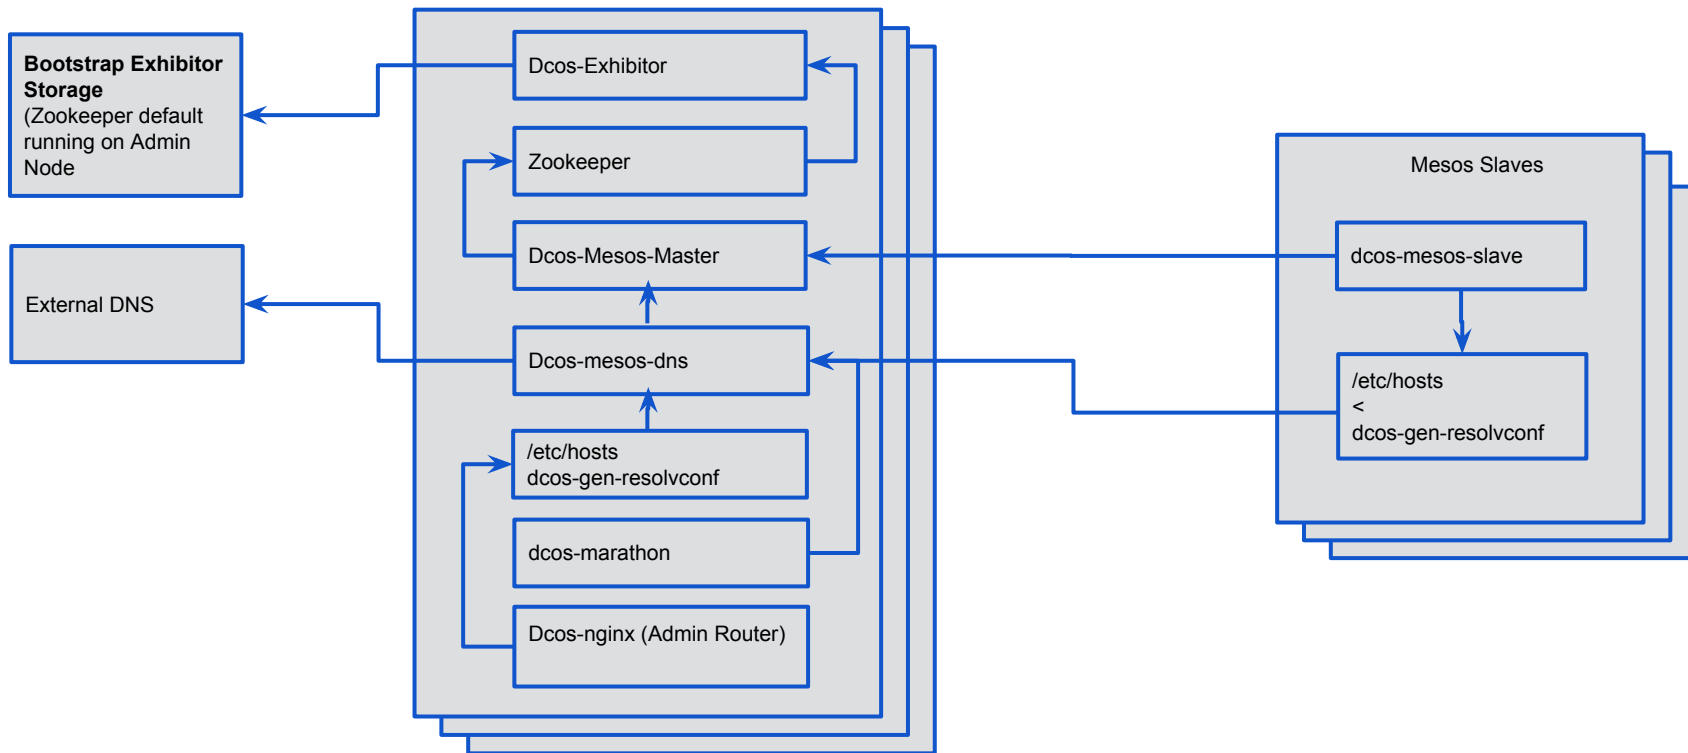 Bootstrap Exhibitor
Storage
(Zookeeper default
running on Admin
Node
External DNS
Dcos-Exhibitor
Zookeeper
Dcos-Mesos-Master
Dcos-mesos-dns
/etc/hosts
dcos-gen-resolvconf
dcos-marathon
Dcos-nginx (Admin Router)
Mesos Slaves
dcos-mesos-slave
/etc/hosts
<
dcos-gen-resolvconf